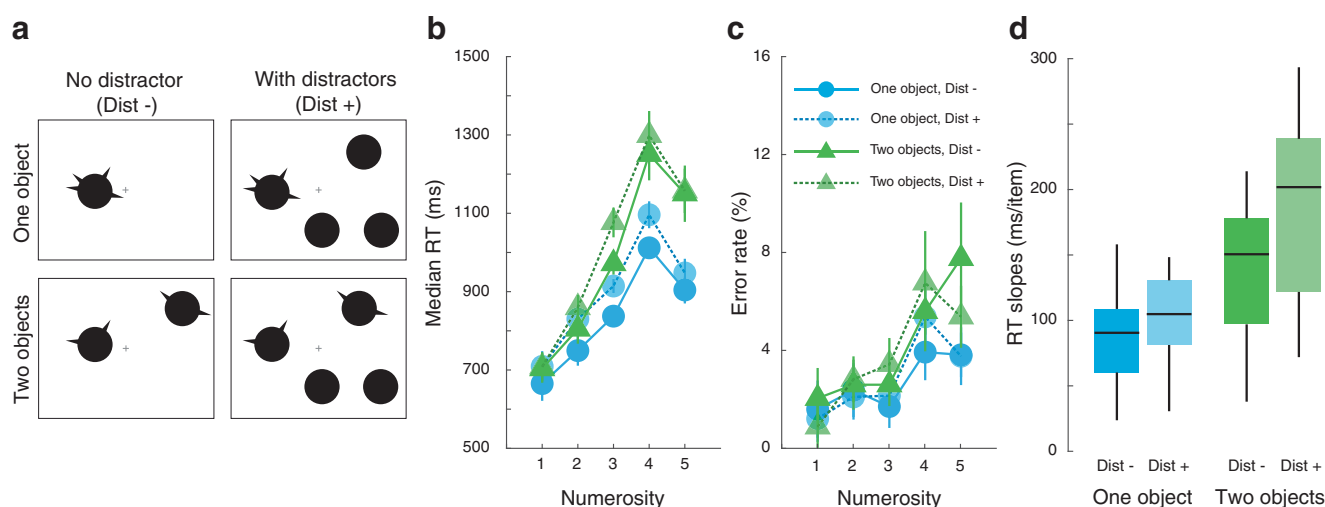 a
No distractor
(Dist -)
With distractors
(Dist +)
One object
Two objects
b
1500
1300
1100
900
700
500
Median RT (ms)
1 2 3 4 5
Numerosity
c
16
12
8
4
0
Error rate (%)
One object, Dist -
One object, Dist +
Two objects, Dist -
Two objects, Dist +
1 2 3 4 5
Numerosity
d
300
200
100
0
RT slopes (ms/item)
Dist - Dist + Dist - Dist +
One object Two objects